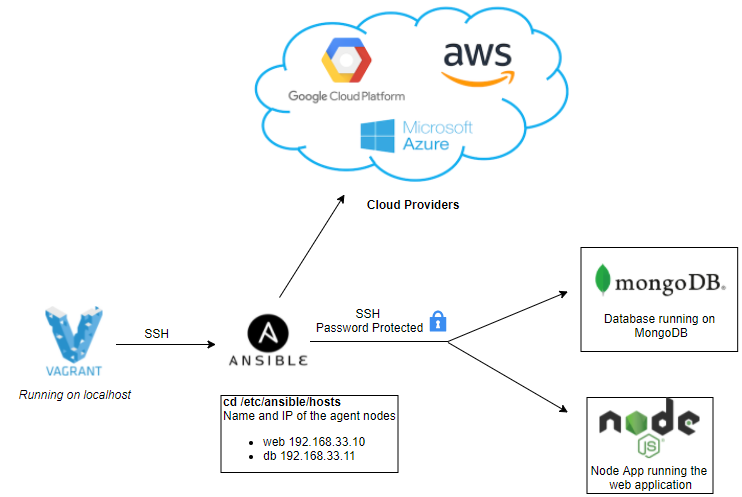 Google Cloud Platform
aws
Microsoft
Azure
Cloud Providers
SSH
Password Protected
mongoDB.
Database running on
MongoDB
VAGRANT
Running on localhost
SSH
ANSIBLE
cd /etc/ansible/hosts
Name and IP of the agent nodes
• web 192.168.33.10
• db 192.168.33.11
node
JS
Node App running the
web application